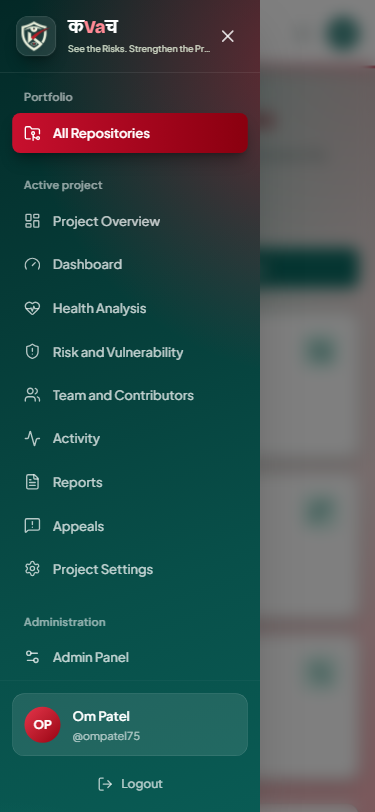 कVaच
See the Risks. Strengthen the Pr...
Portfolio
All Repositories
Active project
Project Overview
Dashboard
Health Analysis
Risk and Vulnerability
Team and Contributors
Activity
Reports
Appeals
Project Settings
Administration
Admin Panel
OP
Om Patel
@ompatel75
Logout